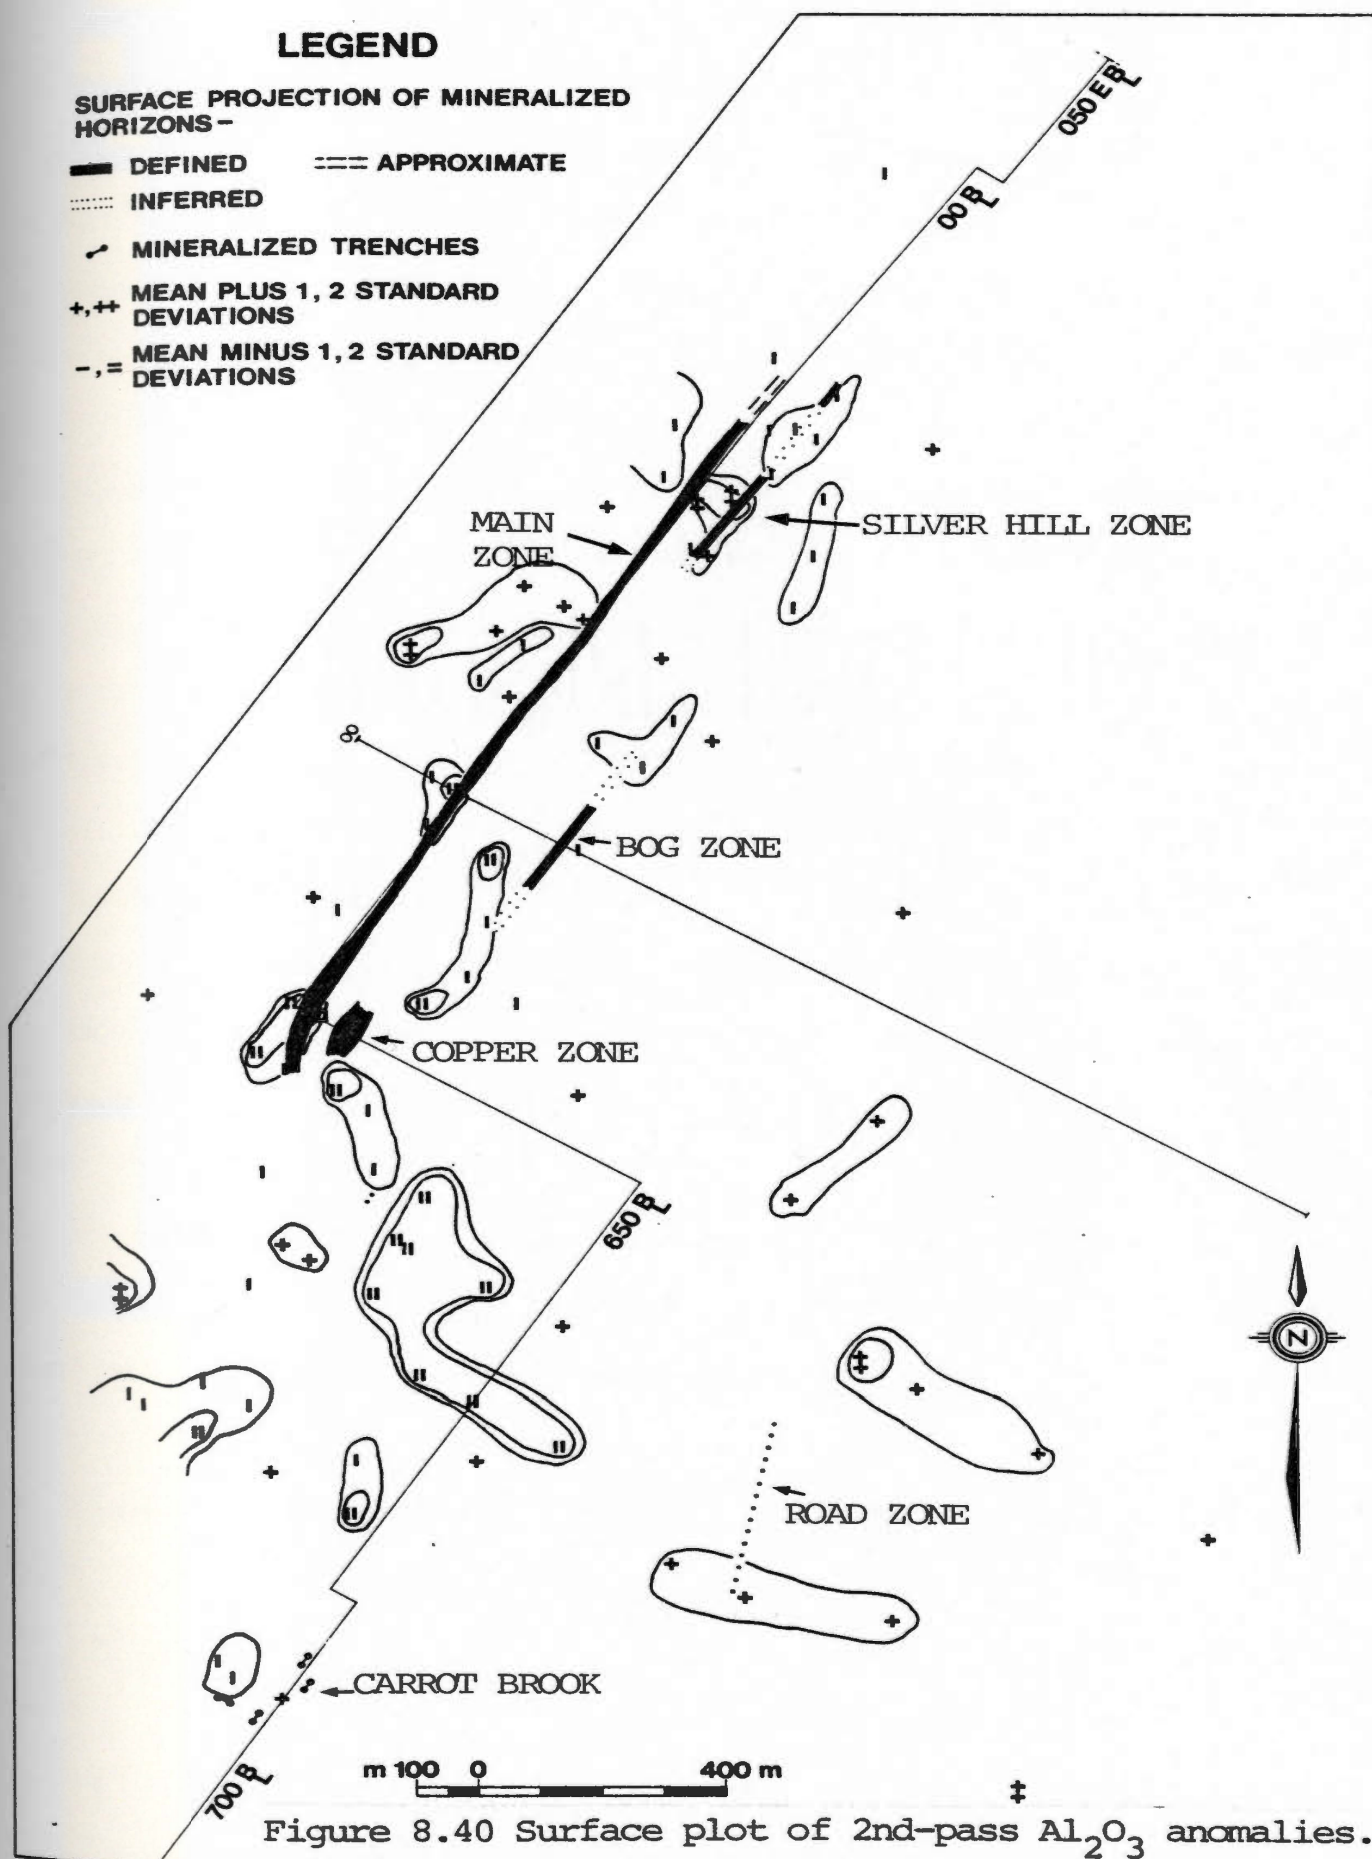 LEGEND
SURFACE PROJECTION OF MINERALIZED
HORIZONS-
DEFINED
APPROXIMATE
INFERRED
MINERALIZED TRENCHES
+,++ MEAN PLUS 1, 2 STANDARD
DEVIATIONS
-,= MEAN MINUS 1, 2 STANDARD
DEVIATIONS
050 E BL
00 BL
MAIN
ZONE
SILVER HILL ZONE
BOG ZONE
COPPER ZONE
650 BL
N
ROAD ZONE
CARROT BROOK
700 BL
m 100 0 400 m
Figure 8.40 Surface plot of 2nd-pass Al₂O₃ anomalies.